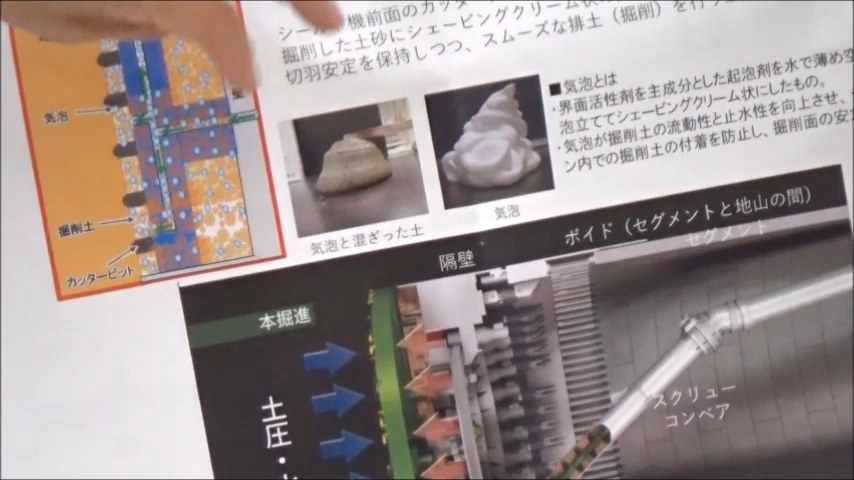 シールド機前面のカッター
掘削した土砂にシェービングクリーム状
切羽安定を保持しつつ、スムーズな排土（掘削）を行う
■気泡とは
・界面活性剤を主成分とした起泡剤を水で薄め空
泡立ててシェービングクリーム状にしたもの。
・気泡が掘削土の流動性と止水性を向上させ、
ン内での掘削土の付着を防止し、掘削面の安定
気泡
掘削土
カッタービット
気泡と混ざった土
気泡
隔壁
ボイド（セグメントと地山の間）
セグメント
本掘進
土圧・
スクリュー
コンベア